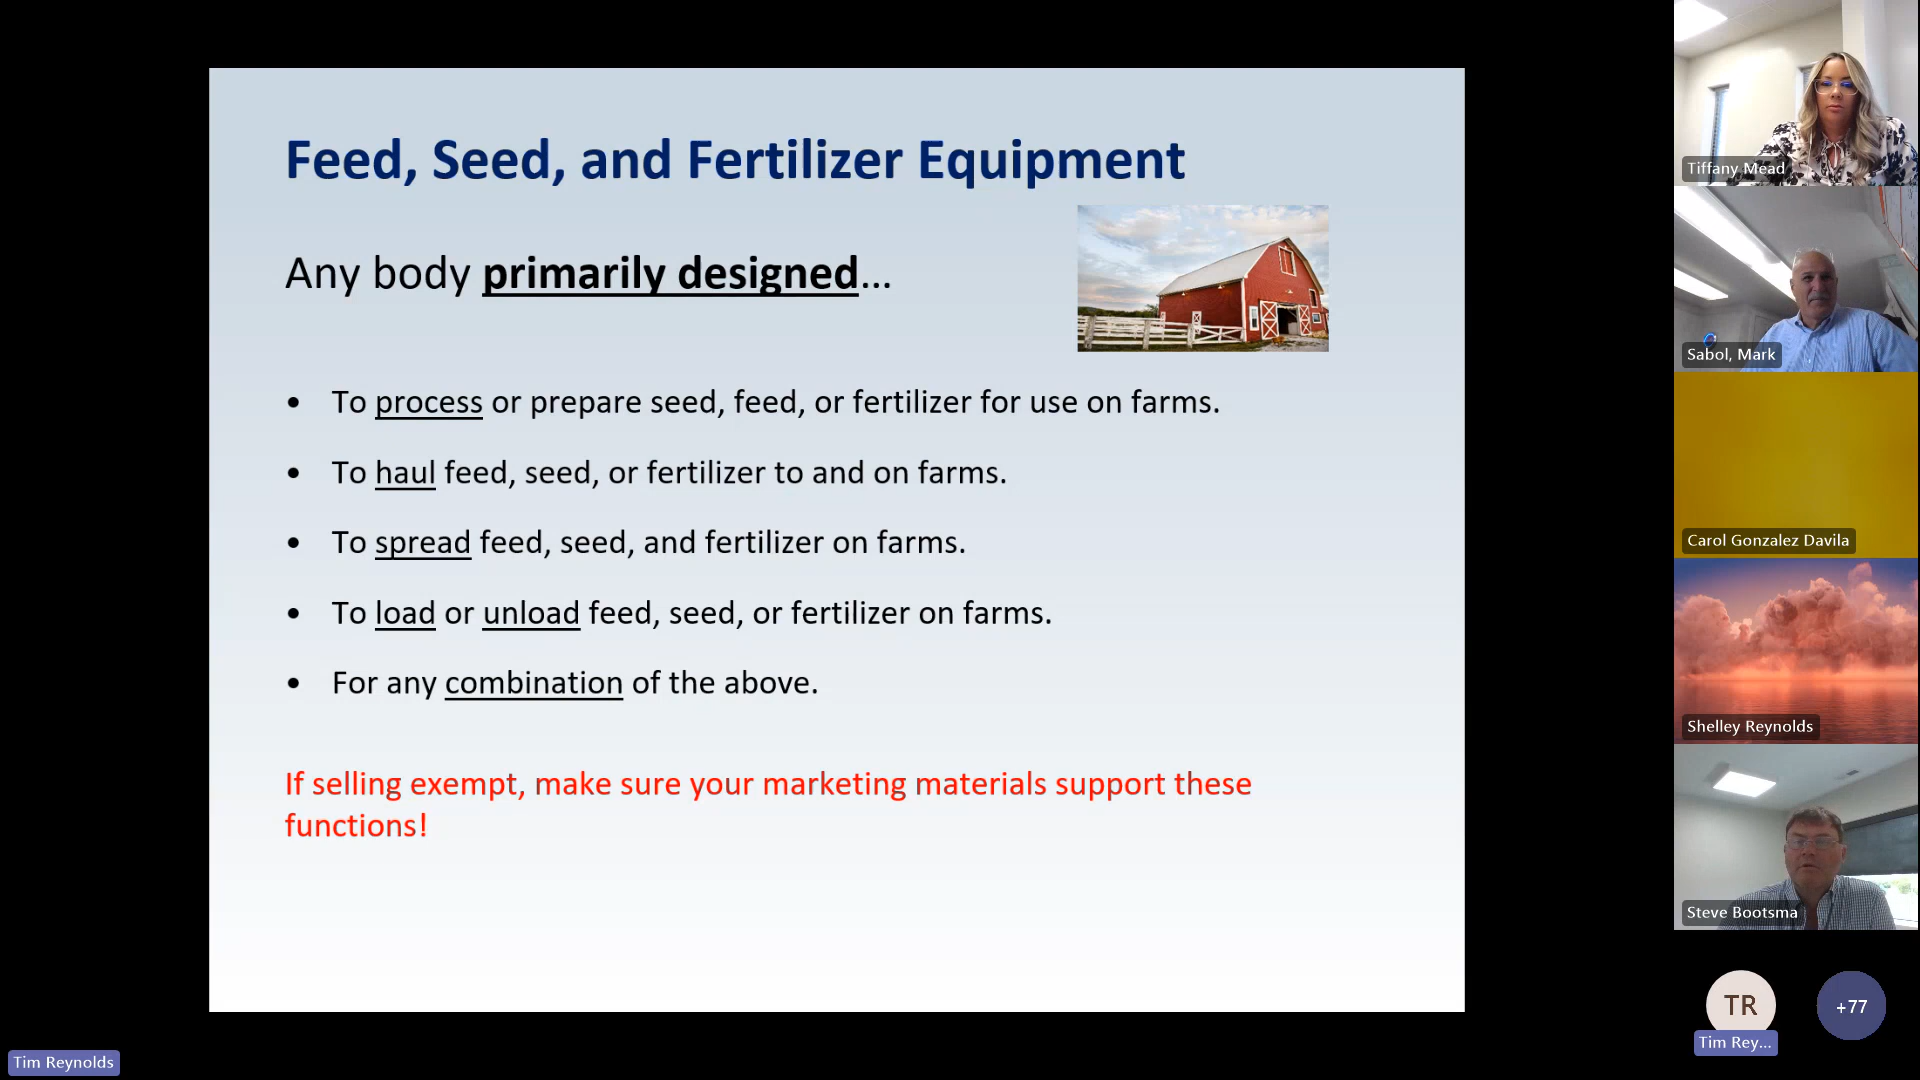 Feed, Seed, and Fertilizer Equipment
Any body primarily designed...
• To process or prepare seed, feed, or fertilizer for use on farms.
• To haul feed, seed, or fertilizer to and on farms.
• To spread feed, seed, and fertilizer on farms.
• To load or unload feed, seed, or fertilizer on farms.
• For any combination of the above.
If selling exempt, make sure your marketing materials support these
functions!
Tiffany Mead
Sabol, Mark
Carol Gonzalez Davila
Shelley Reynolds
Steve Bootsma
TR
+77
Tim Rey...
Tim Reynolds